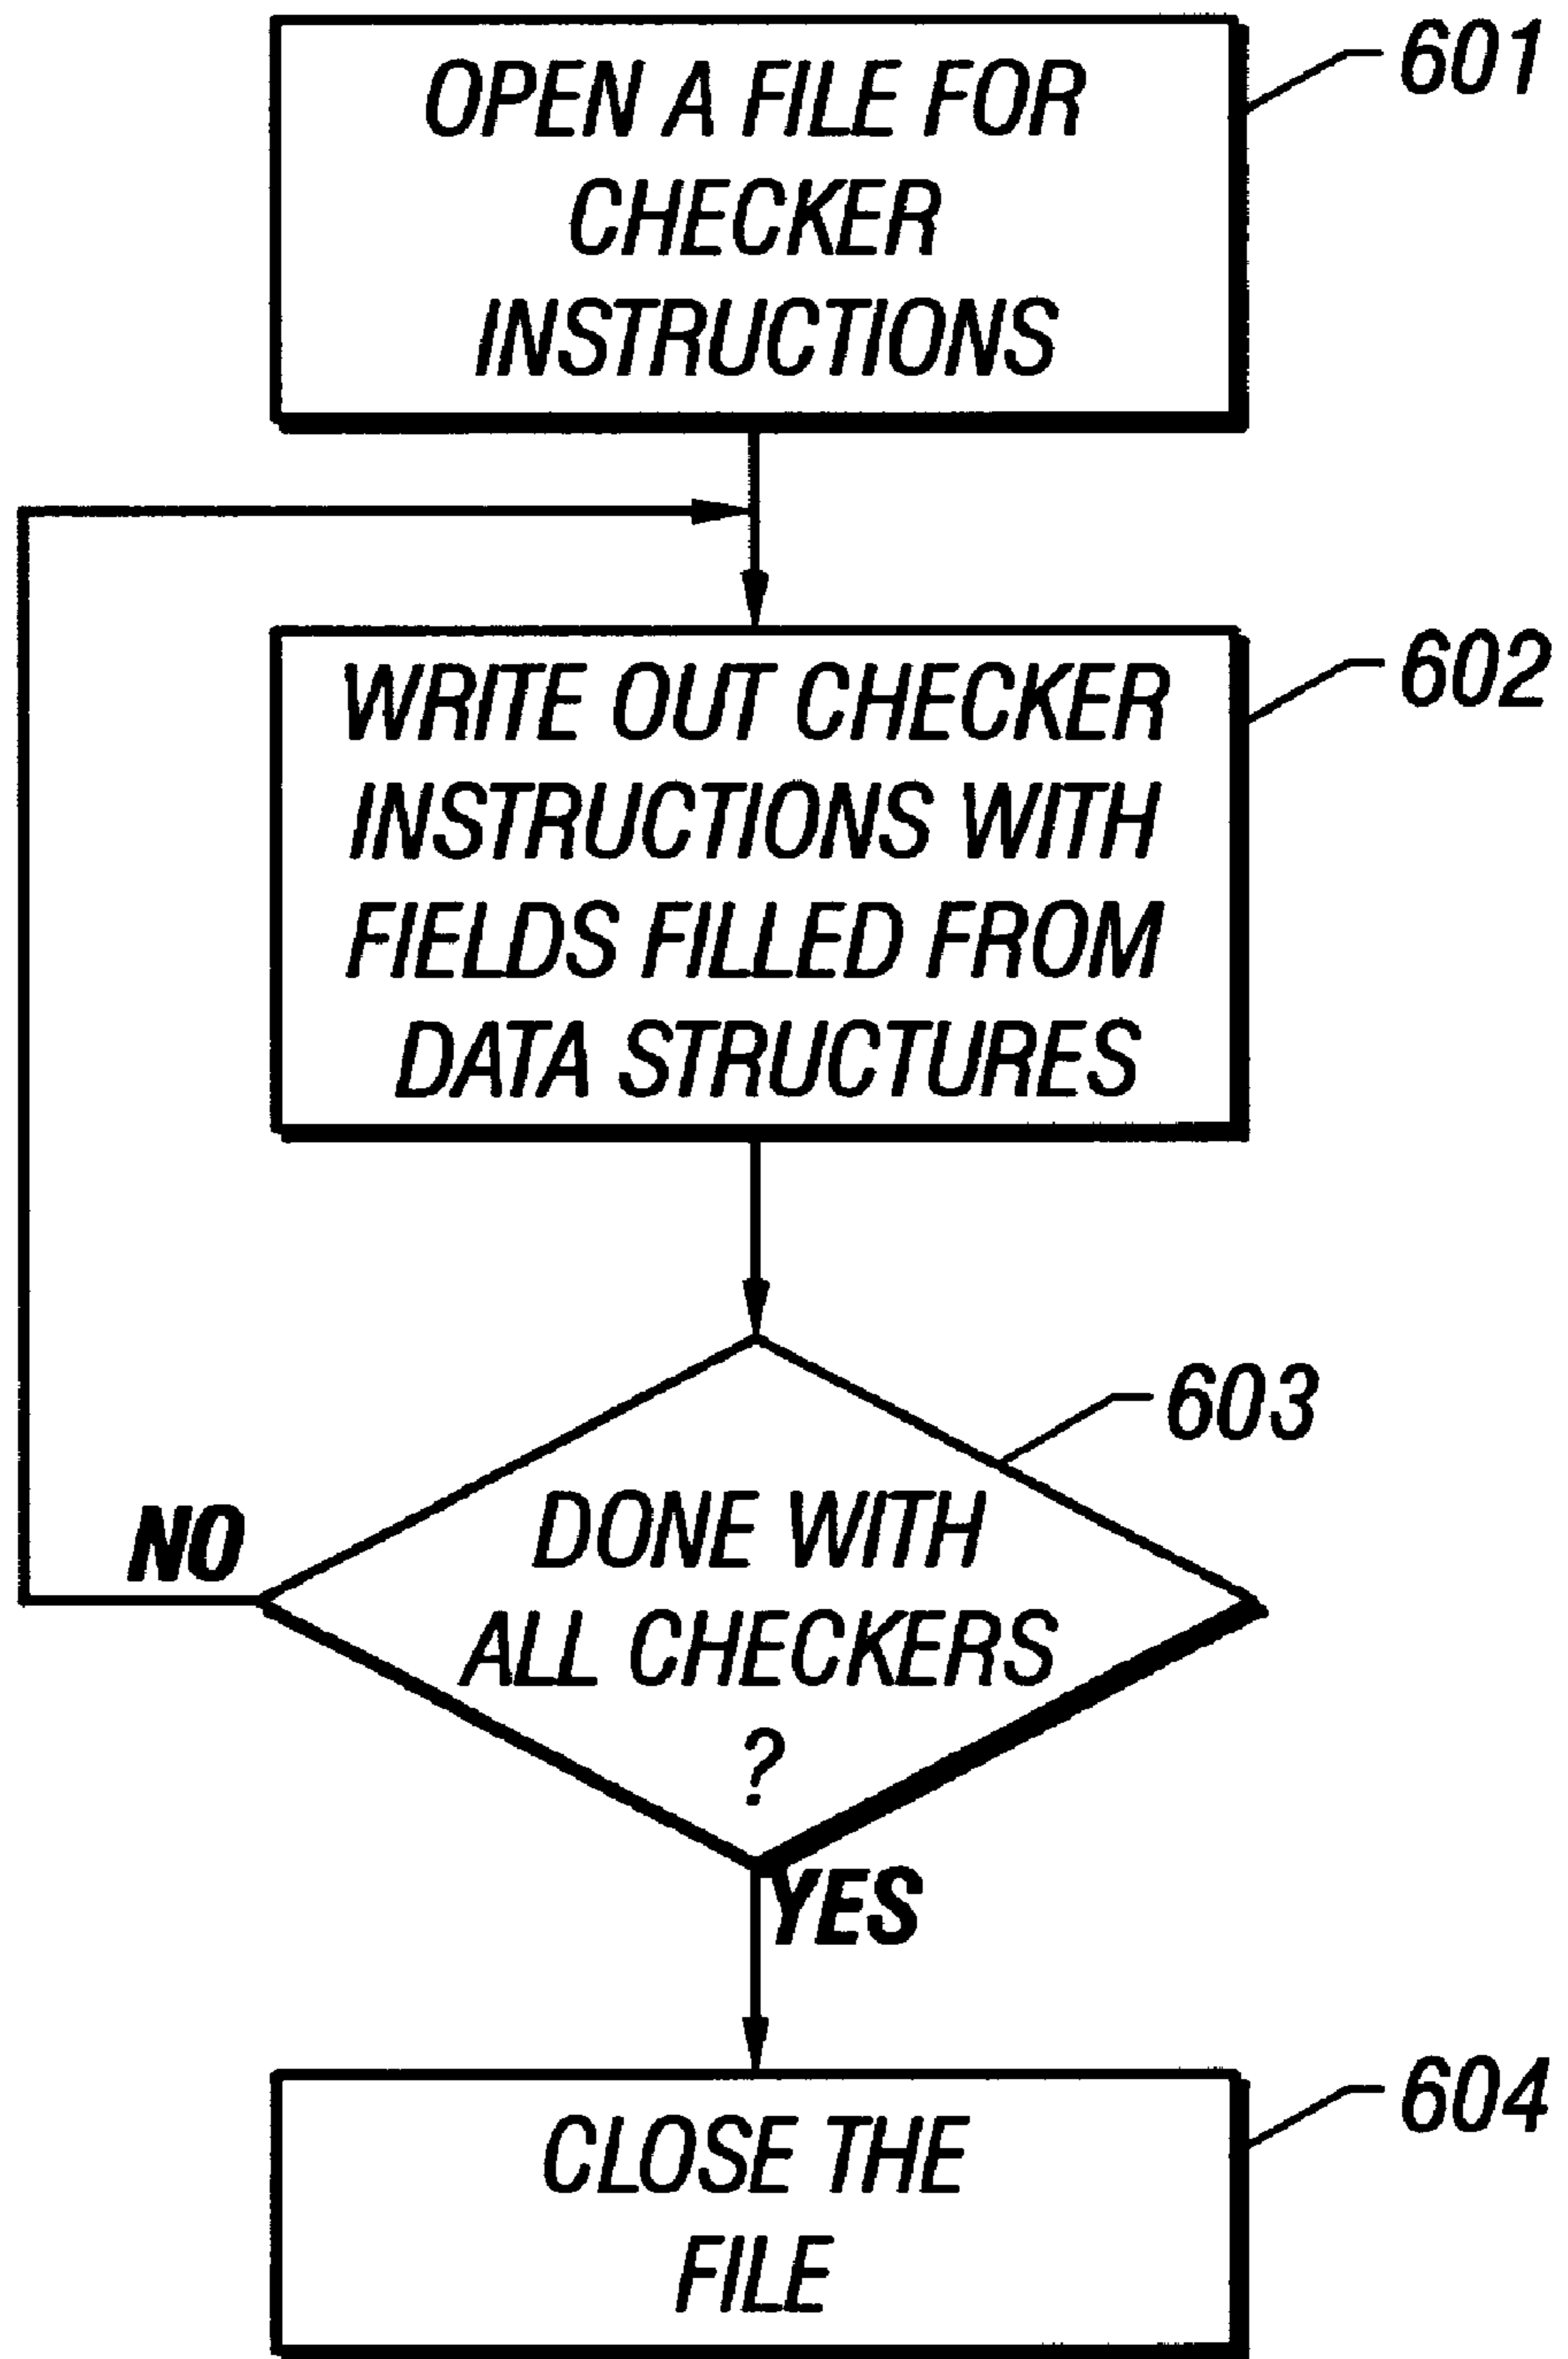 OPEN A FILE FOR
CHECKER
INSTRUCTIONS
601
WRITE OUT CHECKER
INSTRUCTIONS WITH
FIELDS FILLED FROM
DATA STRUCTURES
602
603
DONE WITH
ALL CHECKERS
?
NO
YES
CLOSE THE
FILE
604